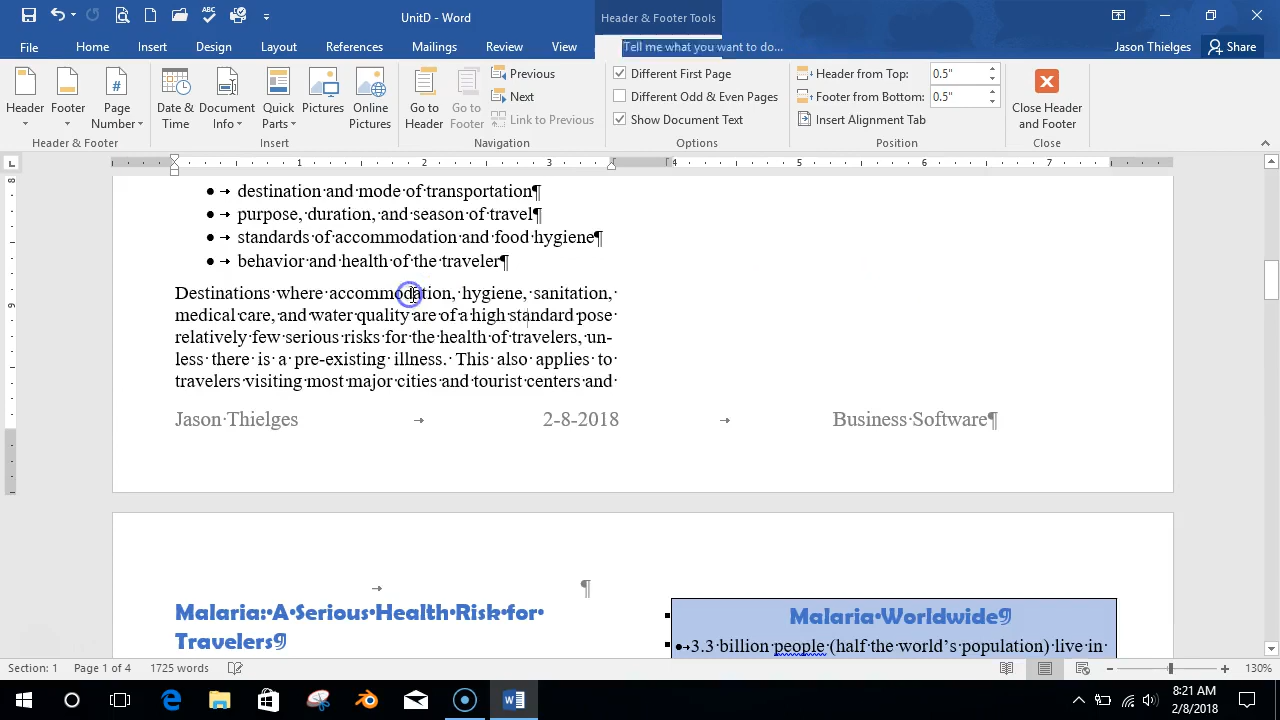 UnitD - Word
Header & Footer Tools
File Home Insert Design Layout References Mailings Review View Tell me what you want to do... Jason Thielges Share
Header Footer Page Number
Date & Time Document Info Quick Parts Pictures Online Pictures
Go to Header Go to Footer Previous Next Link to Previous
Different First Page
Different Odd & Even Pages
Show Document Text
Header from Top: 0.5"
Footer from Bottom: 0.5"
Insert Alignment Tab
Close Header and Footer
Header & Footer Insert Navigation Options Position Close
1 2 3 4 5 6 7
8
9
• → destination·and·mode·of·transportation¶
• → purpose,·duration,·and·season·of·travel¶
• → standards·of·accommodation·and·food·hygiene¶
• → behavior·and·health·of·the·traveler¶
Destinations·where·accommodation,·hygiene,·sanitation,·
medical·care,·and·water·quality·are·of·a·high·standard·pose·
relatively·few·serious·risks·for·the·health·of·travelers,·un-
less·there·is·a·pre-existing·illness.·This·also·applies·to·
travelers·visiting·most·major·cities·and·tourist·centers·and·
Jason·Thielges → 2-8-2018 → Business·Software¶
→ ¶
Malaria:·A·Serious·Health·Risk·for·
Travelers¶
Malaria·Worldwide¶
•→3.3·billion·people·(half·the·world's·population)·live·in·
Section: 1 Page 1 of 4 1725 words 130%
8:21 AM
2/8/2018